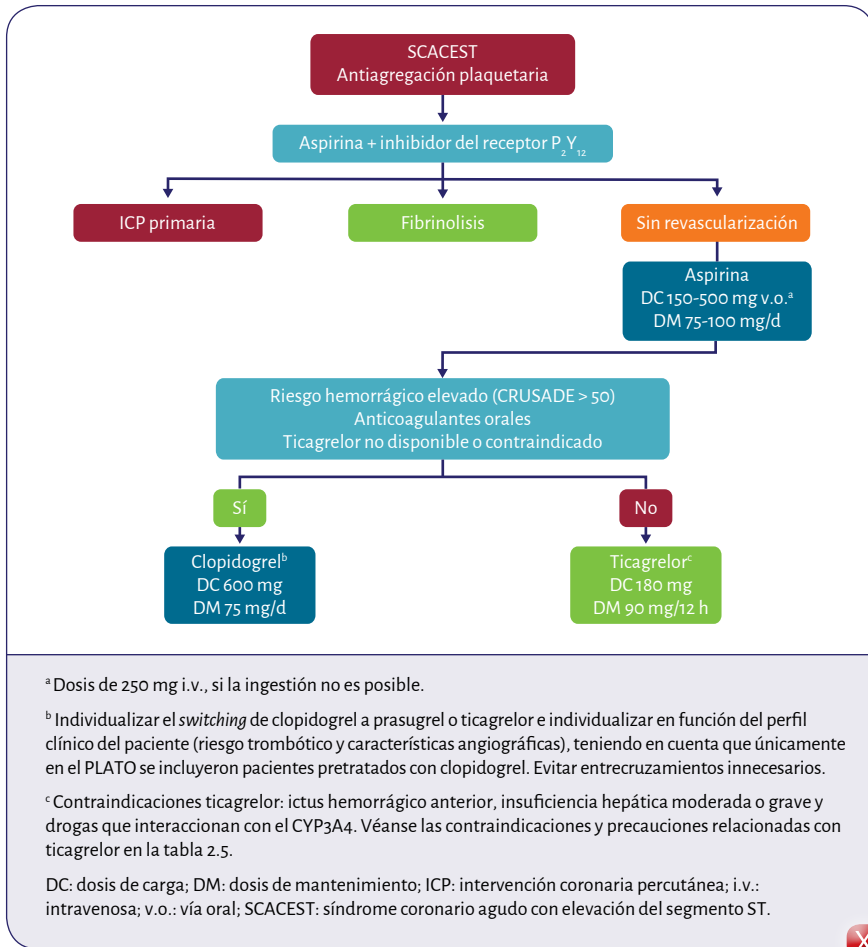 SCACEST
Antiagregación plaquetaria
Aspirina + inhibidor del receptor P₂Y₁₂
ICP primaria
Fibrinolisis
Sin revascularización
Aspirina
DC 150-500 mg v.o.ᵃ
DM 75-100 mg/d
Riesgo hemorrágico elevado (CRUSADE > 50)
Anticoagulantes orales
Ticagrelor no disponible o contraindicado
Sí
No
Clopidogrelᵇ
DC 600 mg
DM 75 mg/d
Ticagrelorᶜ
DC 180 mg
DM 90 mg/12 h
ᵃ Dosis de 250 mg i.v., si la ingestión no es posible.
ᵇ Individualizar el switching de clopidogrel a prasugrel o ticagrelor e individualizar en función del perfil
clínico del paciente (riesgo trombótico y características angiográficas), teniendo en cuenta que únicamente
en el PLATO se incluyeron pacientes pretratados con clopidogrel. Evitar entrecruzamientos innecesarios.
ᶜ Contraindicaciones ticagrelor: ictus hemorrágico anterior, insuficiencia hepática moderada o grave y
drogas que interaccionan con el CYP3A4. Véanse las contraindicaciones y precauciones relacionadas con
ticagrelor en la tabla 2.5.
DC: dosis de carga; DM: dosis de mantenimiento; ICP: intervención coronaria percutánea; i.v.:
intravenosa; v.o.: vía oral; SCACEST: síndrome coronario agudo con elevación del segmento ST.